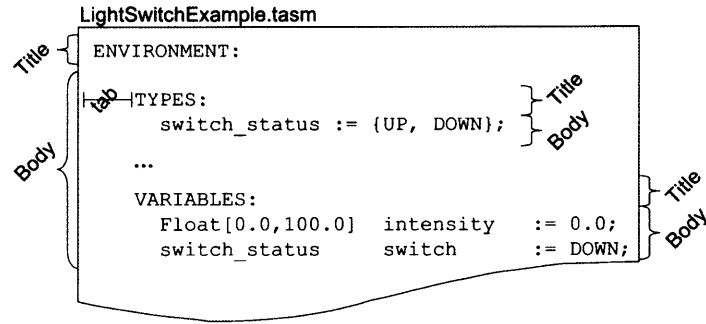 LightSwitchExample.tasm
Title
ENVIRONMENT:
Body
tab
TYPES:
Title
switch_status := {UP, DOWN};
Body
...
VARIABLES:
Title
Float[0.0,100.0] intensity := 0.0;
switch_status switch := DOWN;
Body